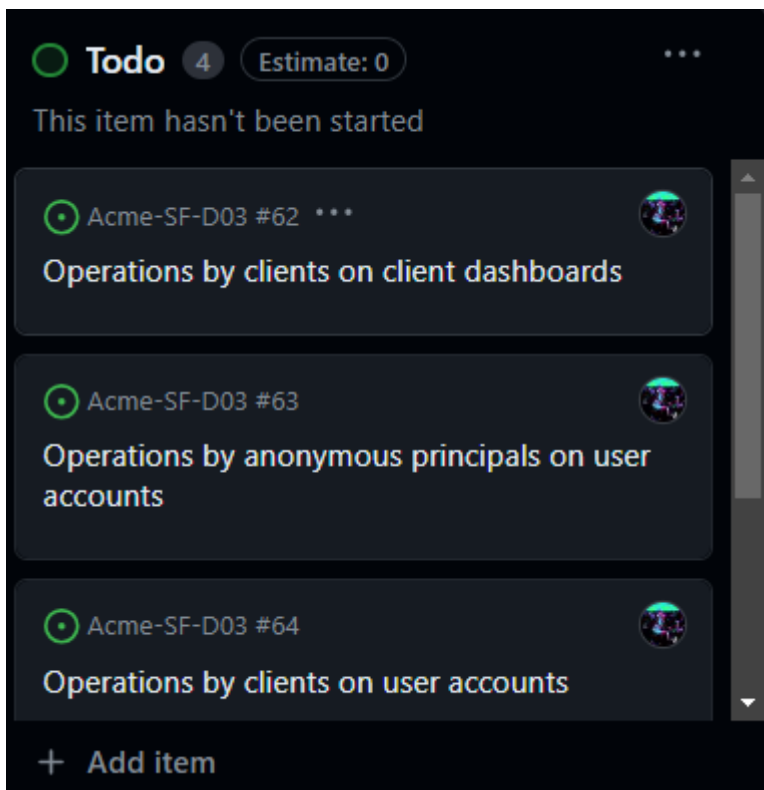 Todo 4 Estimate: 0 ...
This item hasn't been started
Acme-SF-D03 #62 ...
Operations by clients on client dashboards
Acme-SF-D03 #63
Operations by anonymous principals on user
accounts
Acme-SF-D03 #64
Operations by clients on user accounts
+ Add item